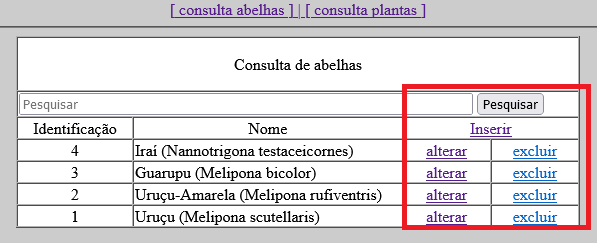 [ consulta abelhas ] | [ consulta plantas ]
Consulta de abelhas
Pesquisar Pesquisar
Identificação Nome Inserir
4 Iraí (Nannotrigona testaceicornes) alterar excluir
3 Guarupu (Melipona bicolor) alterar excluir
2 Uruçu-Amarela (Melipona rufiventris) alterar excluir
1 Uruçu (Melipona scutellaris) alterar excluir